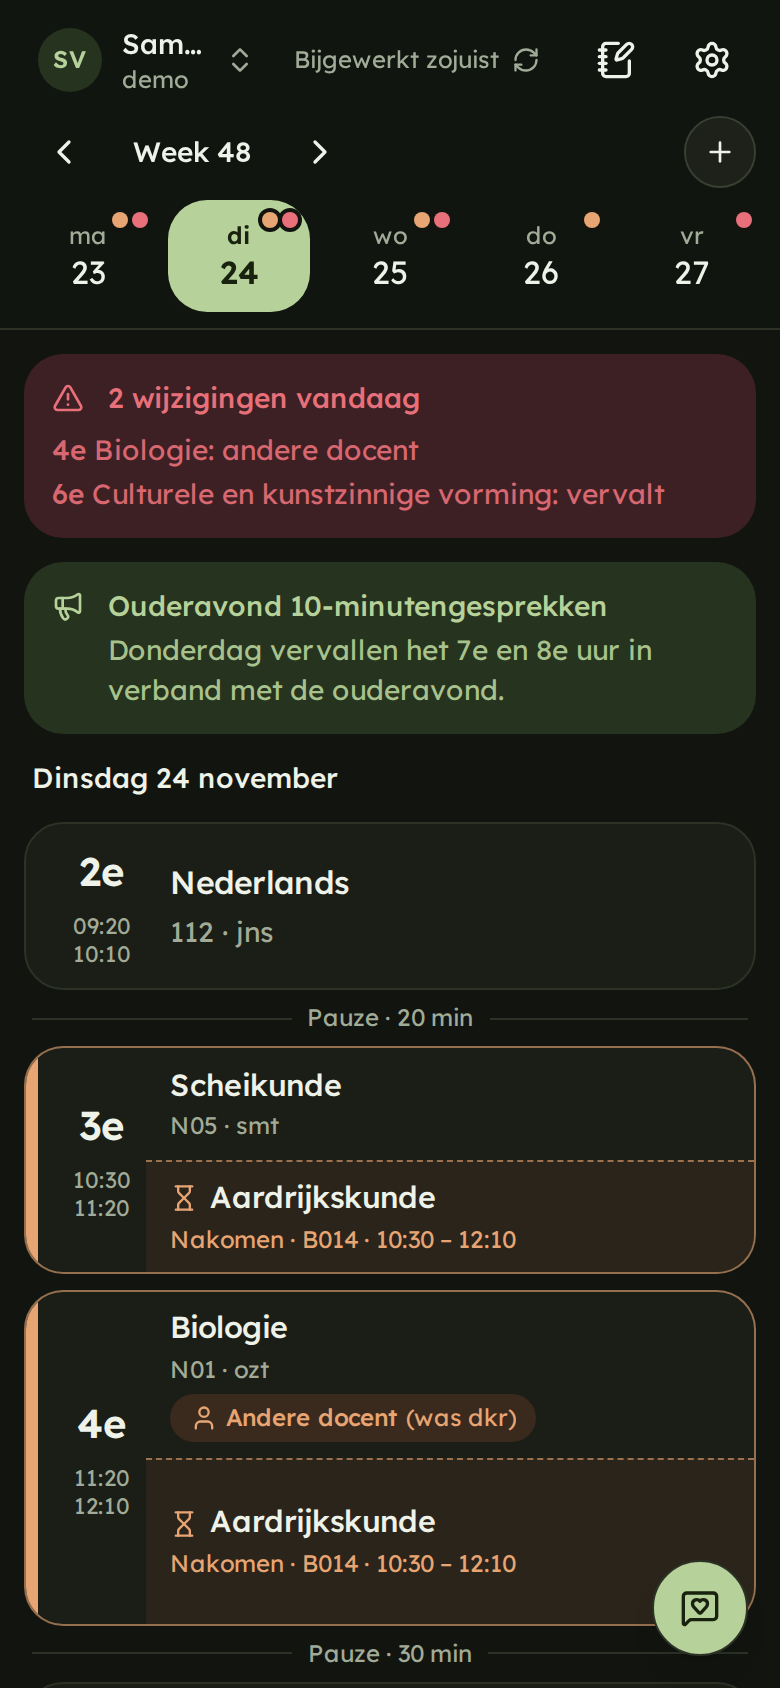 SV
Sam...
demo
Bijgewerkt zojuist
Week 48
ma
23
di
24
wo
25
do
26
vr
27
2 wijzigingen vandaag
4e Biologie: andere docent
6e Culturele en kunstzinnige vorming: vervalt
Ouderavond 10-minutengesprekken
Donderdag vervallen het 7e en 8e uur in
verband met de ouderavond.
Dinsdag 24 november
2e
09:20
10:10
Nederlands
112 · jns
Pauze · 20 min
3e
10:30
11:20
Scheikunde
N05 · smt
Aardrijkskunde
Nakomen · B014 · 10:30 – 12:10
4e
11:20
12:10
Biologie
N01 · ozt
Andere docent (was dkr)
Aardrijkskunde
Nakomen · B014 · 10:30 – 12:10
Pauze · 30 min